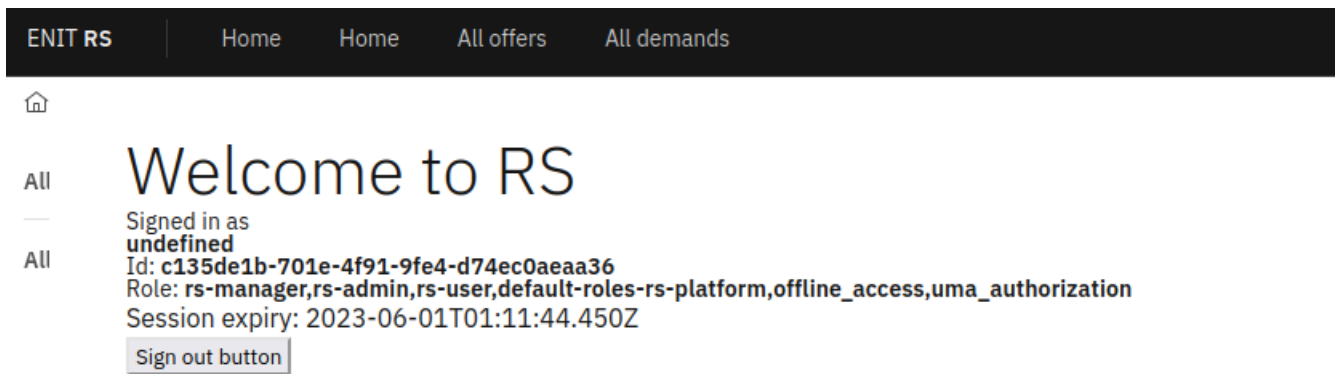 ENIT RS Home Home All offers All demands
Welcome to RS
All
Signed in as
undefined
All
Id: c135de1b-701e-4f91-9fe4-d74ec0aeaa36
Role: rs-manager,rs-admin,rs-user,default-roles-rs-platform,offline_access,uma_authorization
Session expiry: 2023-06-01T01:11:44.450Z
Sign out button